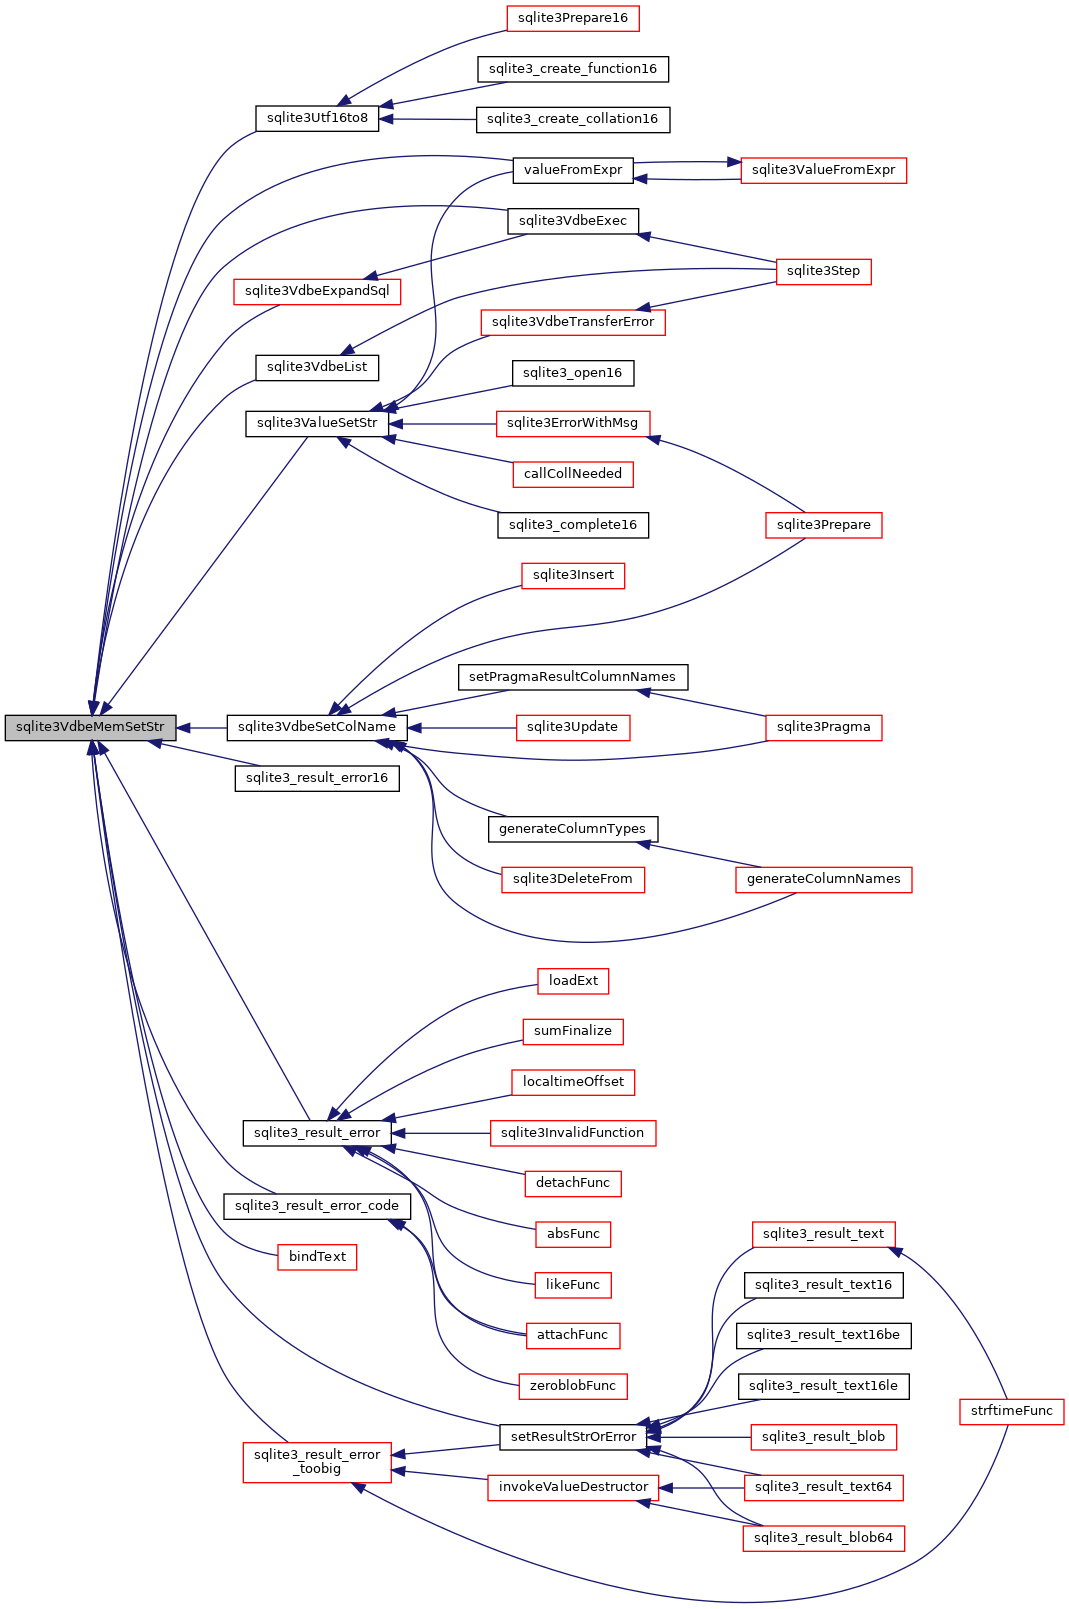 sqlite3Prepare16
sqlite3_create_function16
sqlite3Utf16to8
sqlite3_create_collation16
valueFromExpr
sqlite3ValueFromExpr
sqlite3VdbeExec
sqlite3Step
sqlite3VdbeExpandSql
sqlite3VdbeTransferError
sqlite3VdbeList
sqlite3_open16
sqlite3ValueSetStr
sqlite3ErrorWithMsg
callCollNeeded
sqlite3_complete16
sqlite3Prepare
sqlite3Insert
setPragmaResultColumnNames
sqlite3VdbeMemSetStr
sqlite3VdbeSetColName
sqlite3Update
sqlite3Pragma
sqlite3_result_error16
generateColumnTypes
sqlite3DeleteFrom
generateColumnNames
loadExt
sumFinalize
localtimeOffset
sqlite3_result_error
sqlite3InvalidFunction
detachFunc
sqlite3_result_error_code
absFunc
sqlite3_result_text
bindText
likeFunc
sqlite3_result_text16
attachFunc
sqlite3_result_text16be
zeroblobFunc
sqlite3_result_text16le
strftimeFunc
setResultStrOrError
sqlite3_result_blob
sqlite3_result_error
_toobig
invokeValueDestructor
sqlite3_result_text64
sqlite3_result_blob64